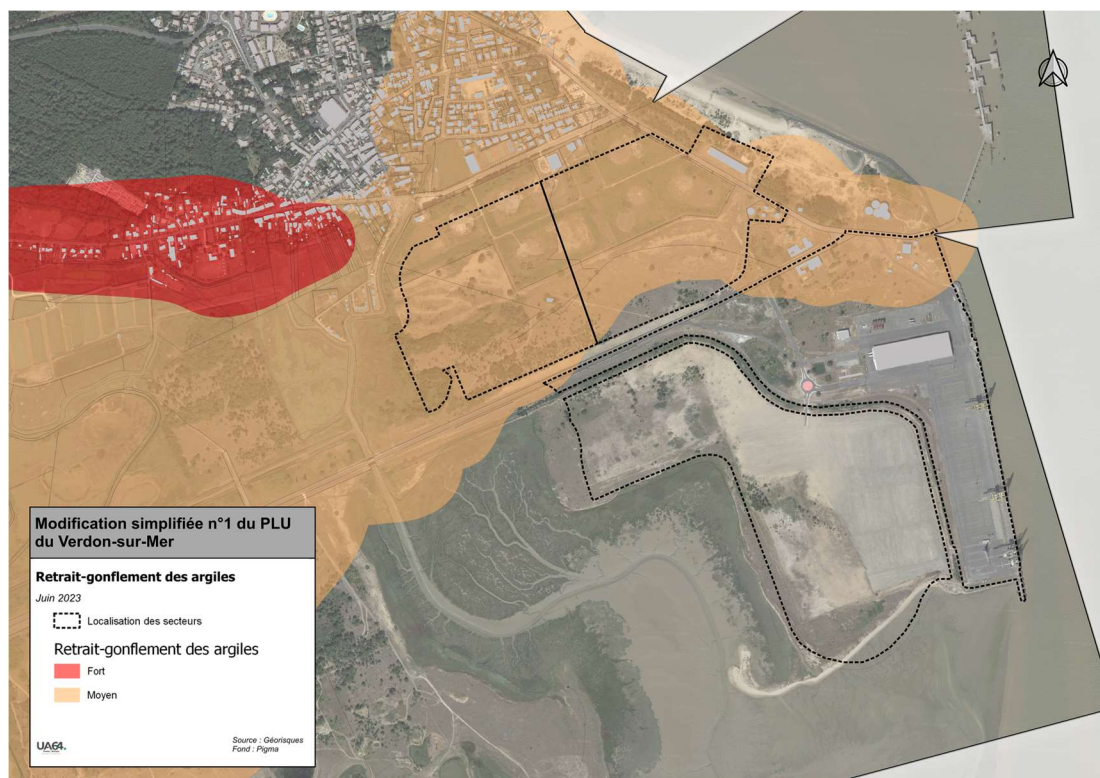 Modification simplifiée n°1 du PLU
du Verdon-sur-Mer
Retrait-gonflement des argiles
Juin 2023
Localisation des secteurs
Retrait-gonflement des argiles
Fort
Moyen
UA64.
Source : Géorisques
Fond : Pigma